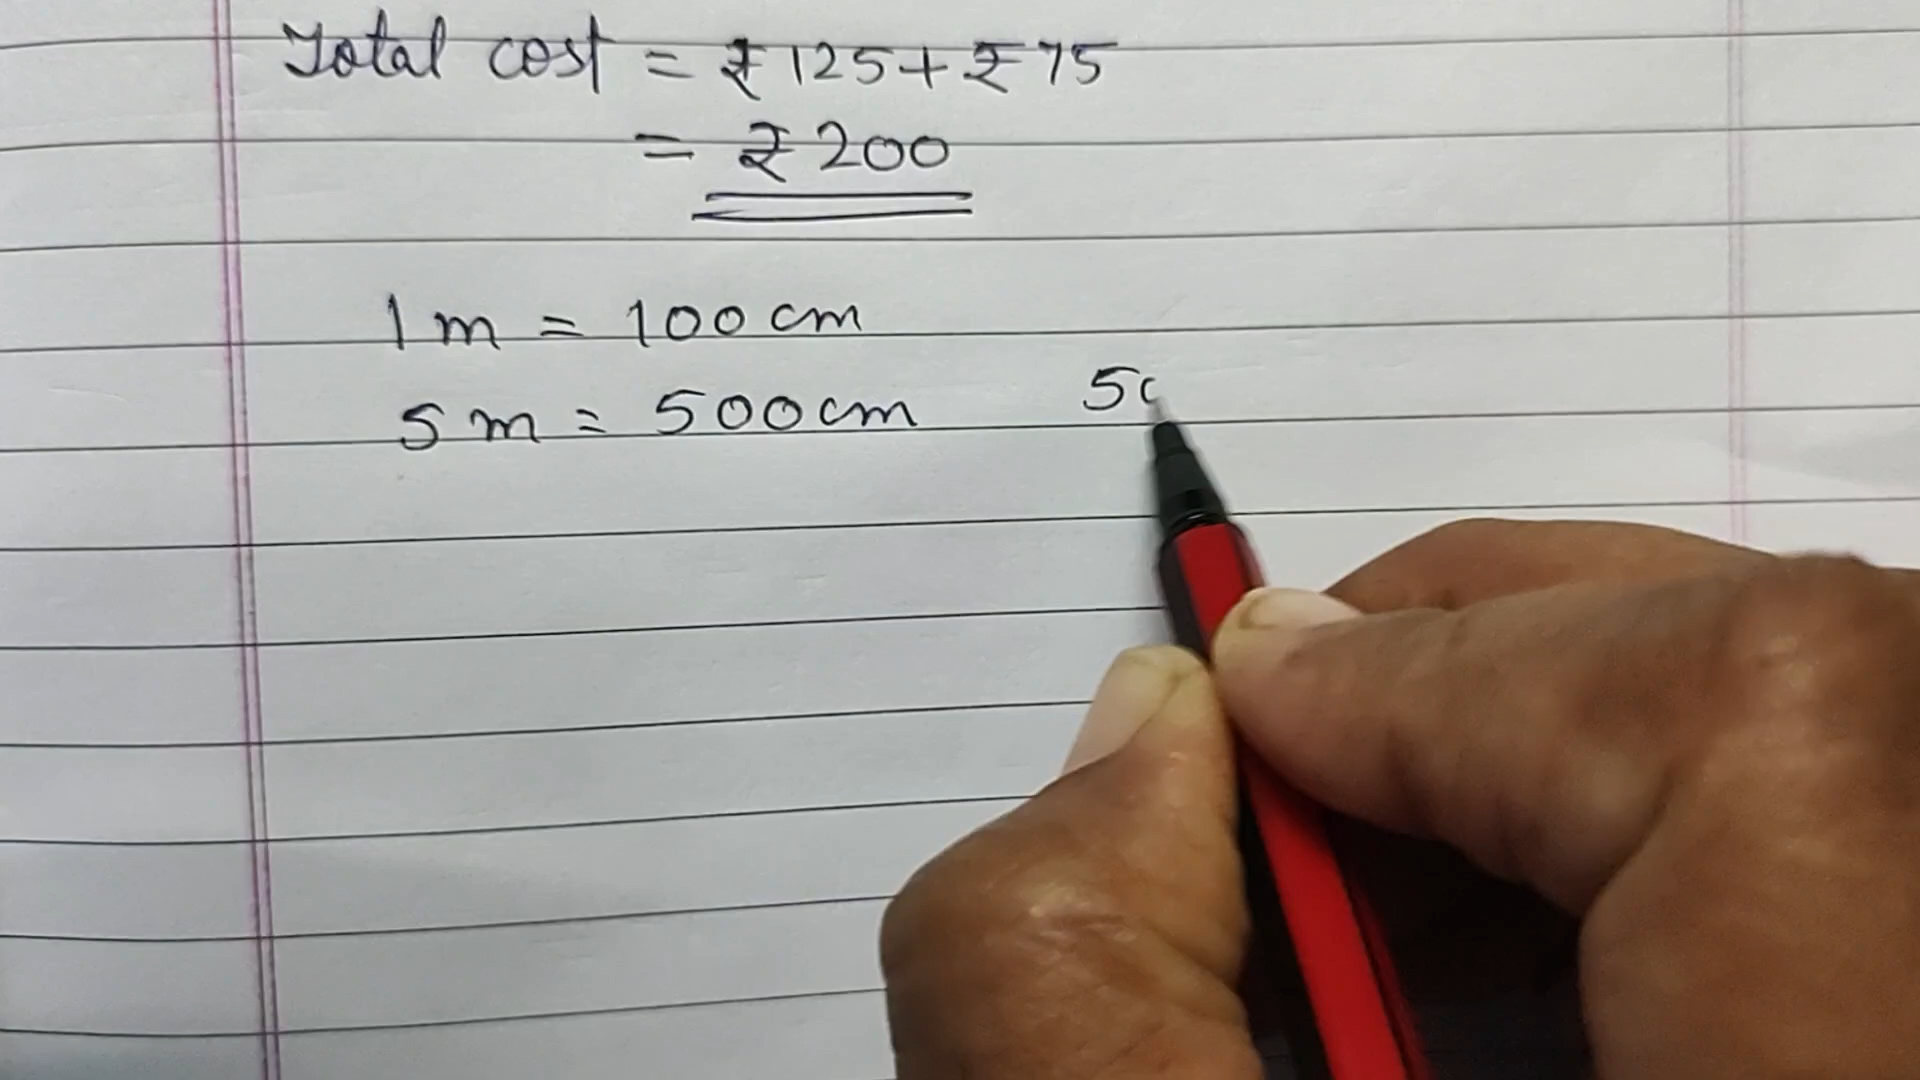 Total cost = ₹125+₹75
= ₹200
1 m = 100 cm
5 m = 500 cm